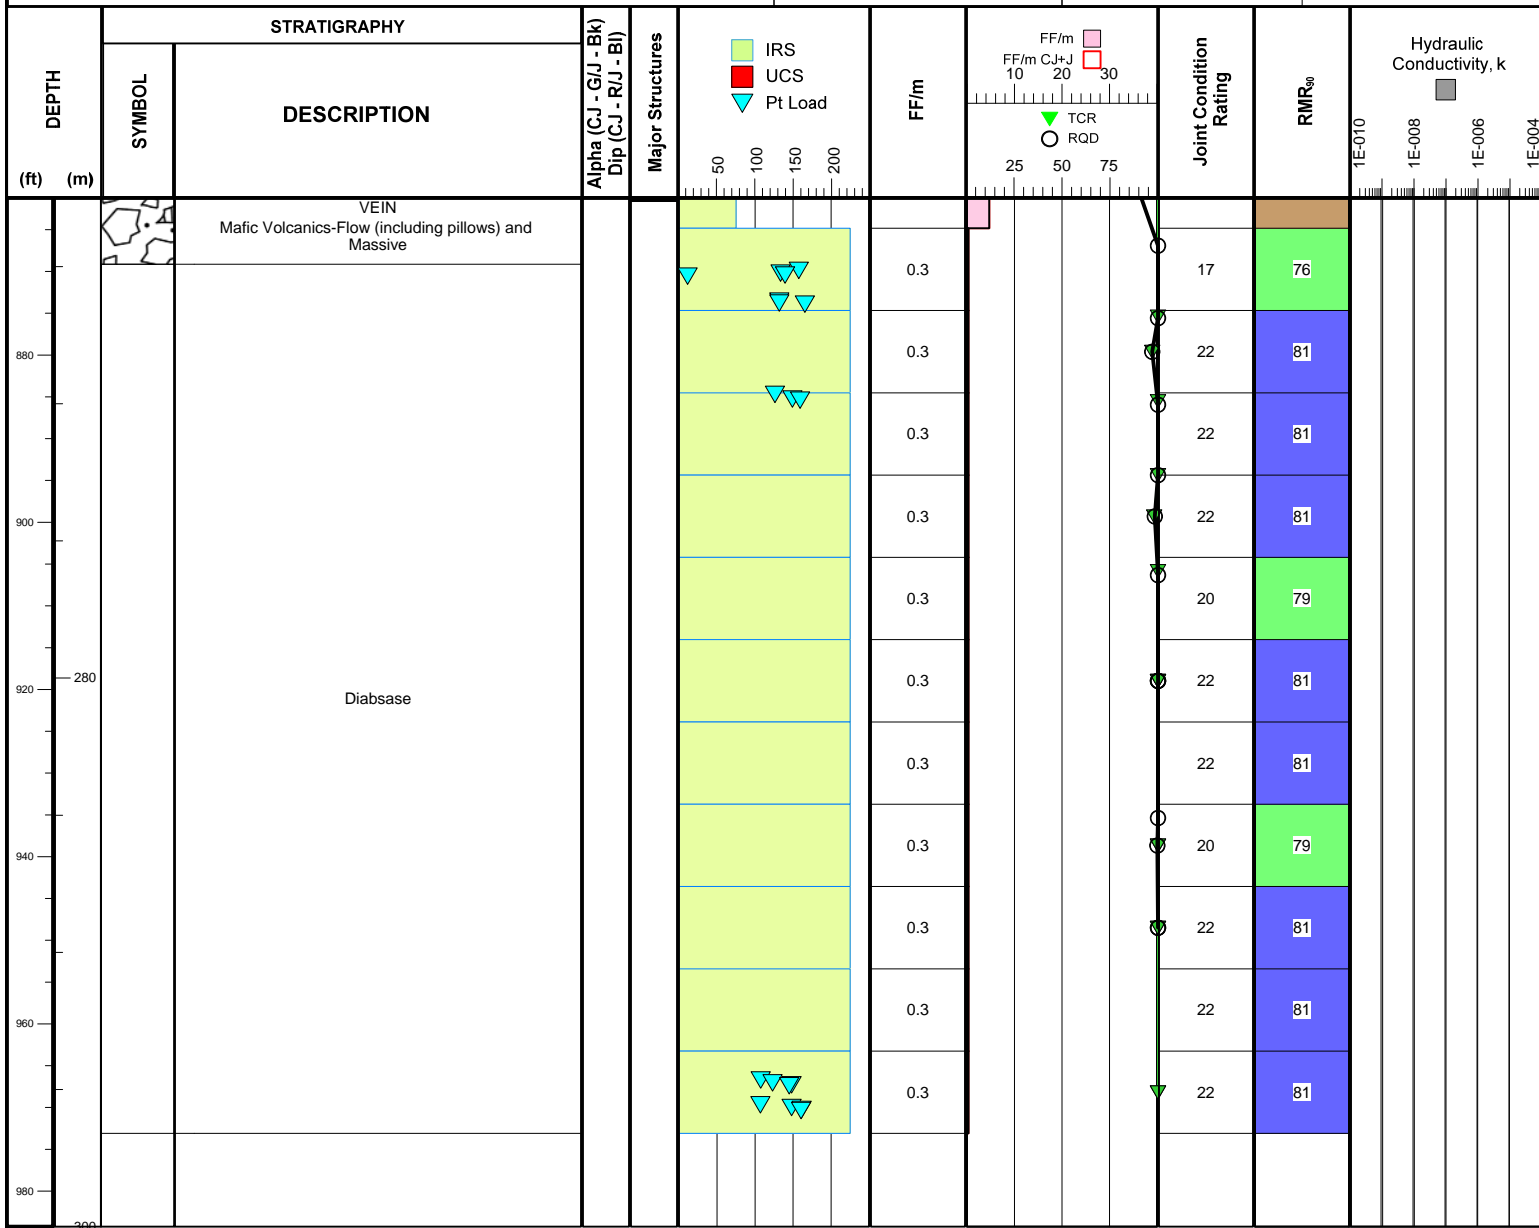 STRATIGRAPHY
DEPTH
(ft) (m)
SYMBOL
DESCRIPTION
Alpha (CJ - G/J - Bk)
Dip (CJ - R/J - Bl)
Major Structures
IRS
UCS
Pt Load
50 100 150 200
FF/m
FF/m
FF/m CJ+J
10 20 30
TCR
RQD
25 50 75
Joint Condition
Rating
RMR90
Hydraulic
Conductivity, k
1E-010 1E-008 1E-006 1E-004
VEIN
Mafic Volcanics-Flow (including pillows) and
Massive
0.3 17 76
880 0.3 22 81
0.3 22 81
900 0.3 22 81
0.3 20 79
280
920 0.3 22 81
Diabsase
0.3 22 81
940 0.3 20 79
0.3 22 81
960 0.3 22 81
0.3 22 81
980
300